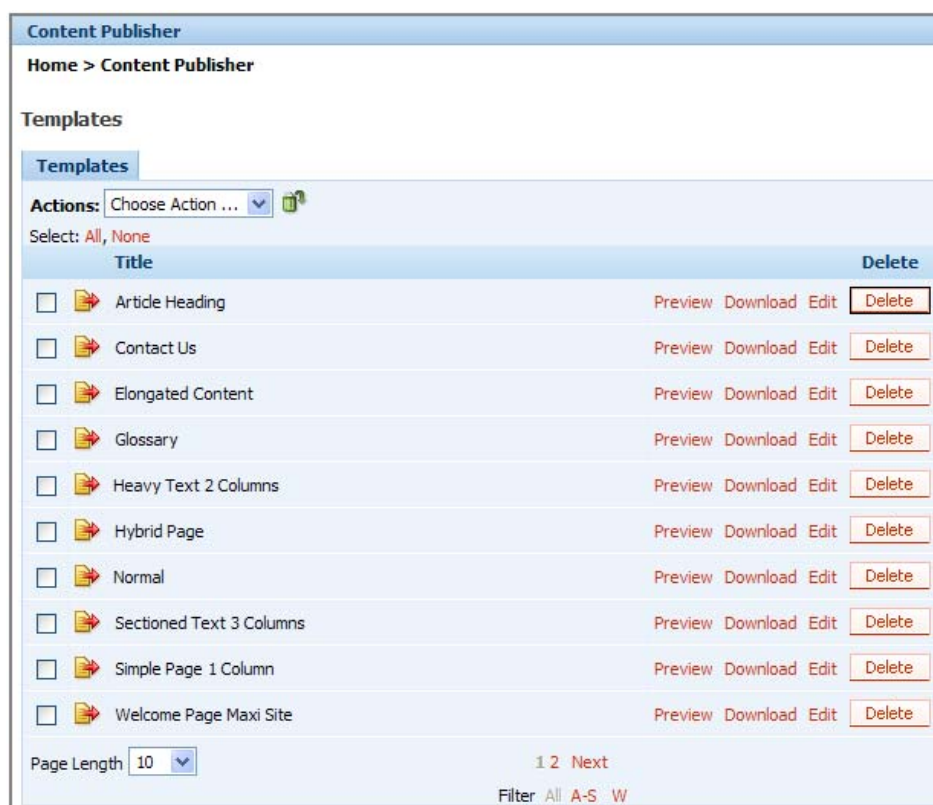 Content Publisher
Home > Content Publisher
Templates
Templates
Actions: Choose Action ...
Select: All, None
Title Delete
Article Heading Preview Download Edit Delete
Contact Us Preview Download Edit Delete
Elongated Content Preview Download Edit Delete
Glossary Preview Download Edit Delete
Heavy Text 2 Columns Preview Download Edit Delete
Hybrid Page Preview Download Edit Delete
Normal Preview Download Edit Delete
Sectioned Text 3 Columns Preview Download Edit Delete
Simple Page 1 Column Preview Download Edit Delete
Welcome Page Maxi Site Preview Download Edit Delete
Page Length 10 1 2 Next
Filter All A-S W